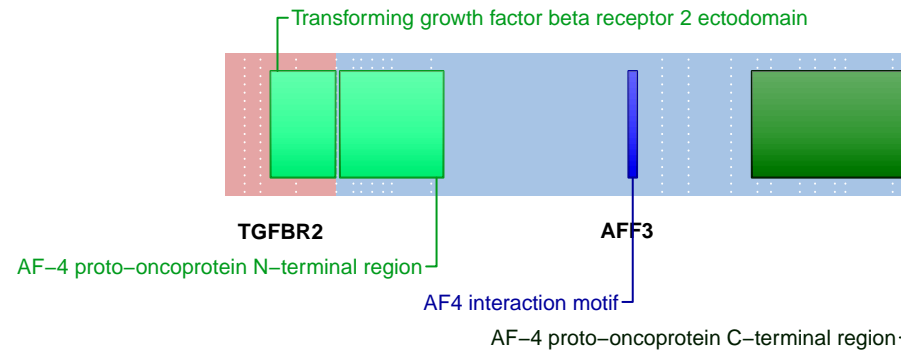 Transforming growth factor beta receptor 2 ectodomain
TGFBR2 AFF3
AF−4 proto−oncoprotein N−terminal region
AF4 interaction motif
AF−4 proto−oncoprotein C−terminal region